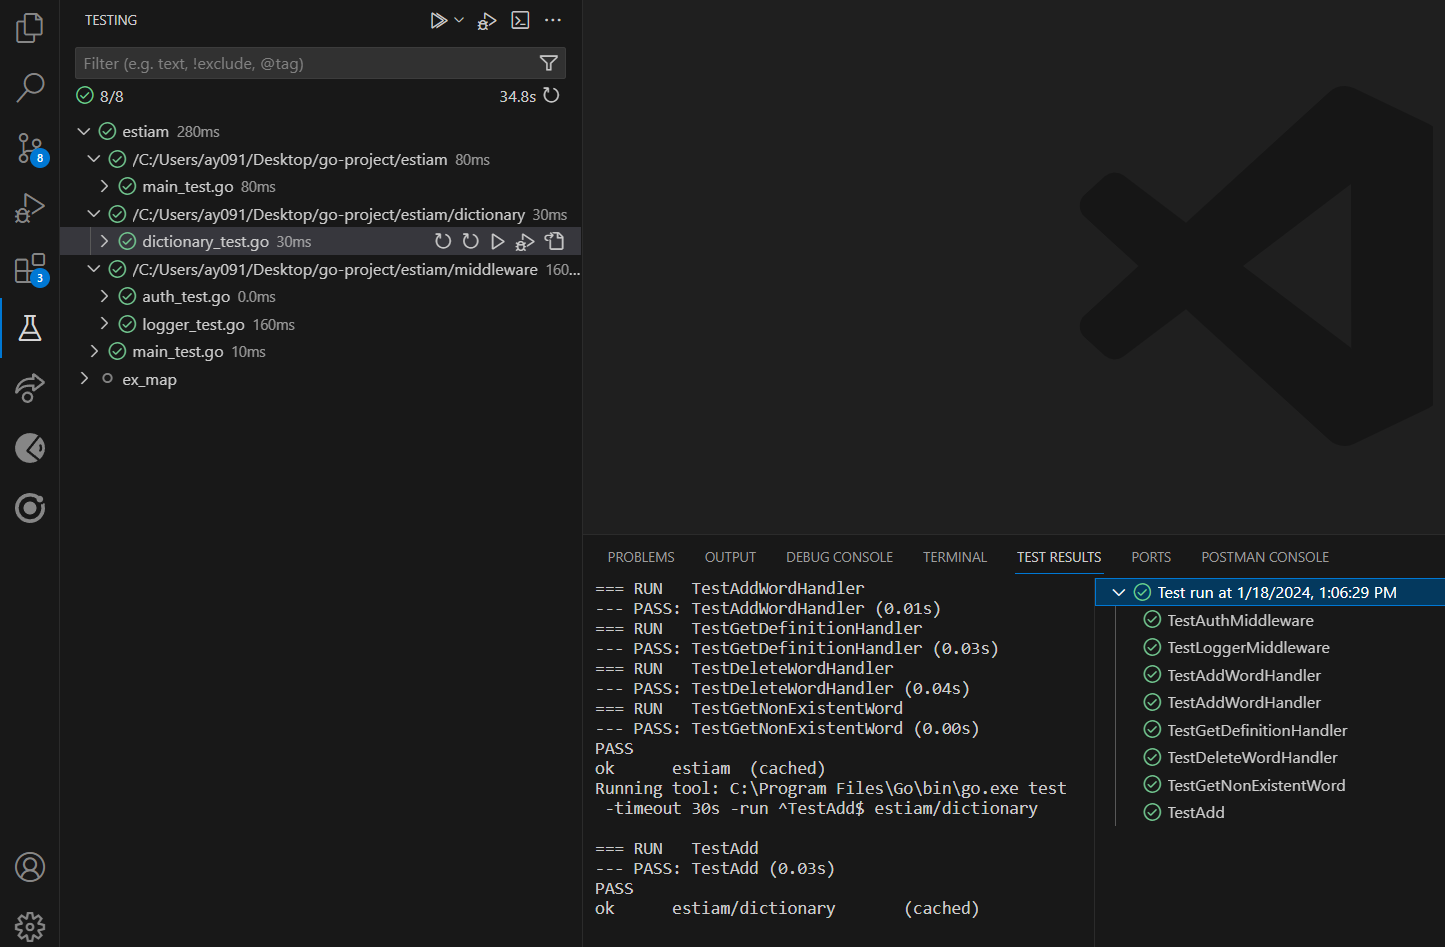 TESTING
Filter (e.g. text, !exclude, @tag)
8/8 34.8s
estiam 280ms
/C:/Users/ay091/Desktop/go-project/estiam 80ms
main_test.go 80ms
/C:/Users/ay091/Desktop/go-project/estiam/dictionary 30ms
dictionary_test.go 30ms
/C:/Users/ay091/Desktop/go-project/estiam/middleware 160...
auth_test.go 0.0ms
logger_test.go 160ms
main_test.go 10ms
ex_map
8
3
PROBLEMS OUTPUT DEBUG CONSOLE TERMINAL TEST RESULTS PORTS POSTMAN CONSOLE
=== RUN   TestAddWordHandler
--- PASS: TestAddWordHandler (0.01s)
=== RUN   TestGetDefinitionHandler
--- PASS: TestGetDefinitionHandler (0.03s)
=== RUN   TestDeleteWordHandler
--- PASS: TestDeleteWordHandler (0.04s)
=== RUN   TestGetNonExistentWord
--- PASS: TestGetNonExistentWord (0.00s)
PASS
ok      estiam  (cached)
Running tool: C:\Program Files\Go\bin\go.exe test
-timeout 30s -run ^TestAdd$ estiam/dictionary
=== RUN   TestAdd
--- PASS: TestAdd (0.03s)
PASS
ok      estiam/dictionary       (cached)
Test run at 1/18/2024, 1:06:29 PM
TestAuthMiddleware
TestLoggerMiddleware
TestAddWordHandler
TestAddWordHandler
TestGetDefinitionHandler
TestDeleteWordHandler
TestGetNonExistentWord
TestAdd